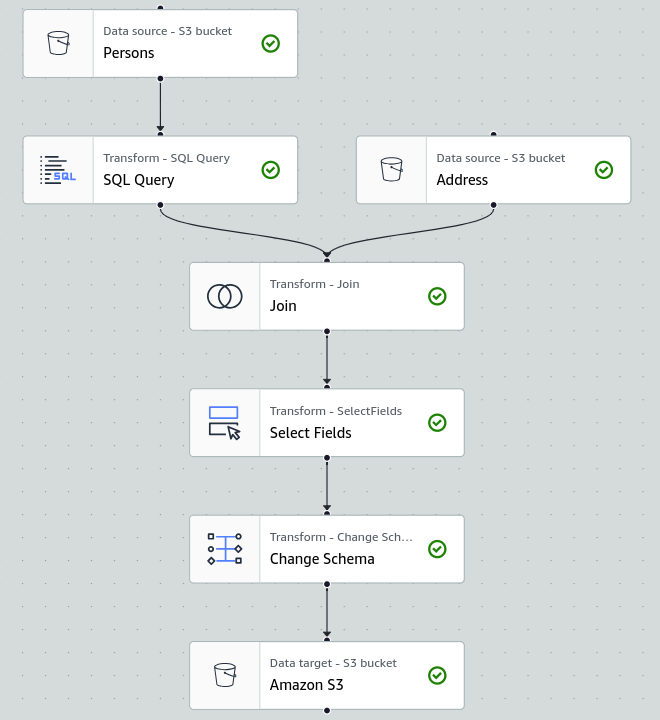 Data source - S3 bucket
Persons
Transform - SQL Query
SQL Query
SQL
Data source - S3 bucket
Address
Transform - Join
Join
Transform - SelectFields
Select Fields
Transform - Change Sch...
Change Schema
Data target - S3 bucket
Amazon S3